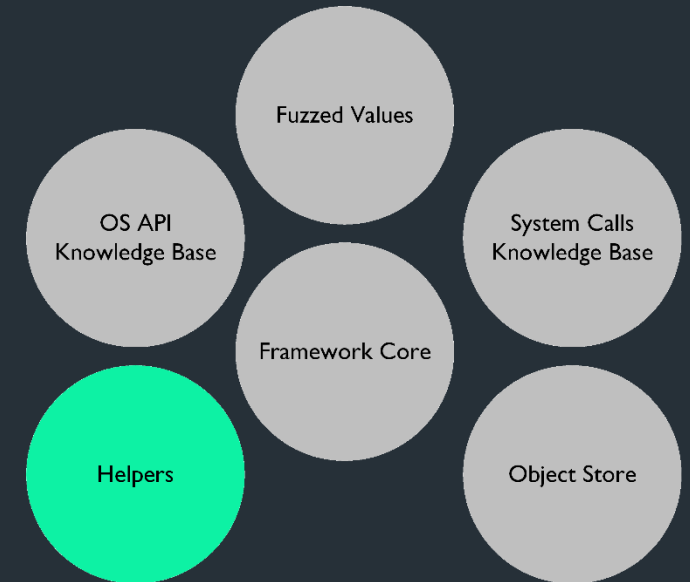 Fuzzed Values
OS API
Knowledge Base
System Calls
Knowledge Base
Framework Core
Helpers
Object Store